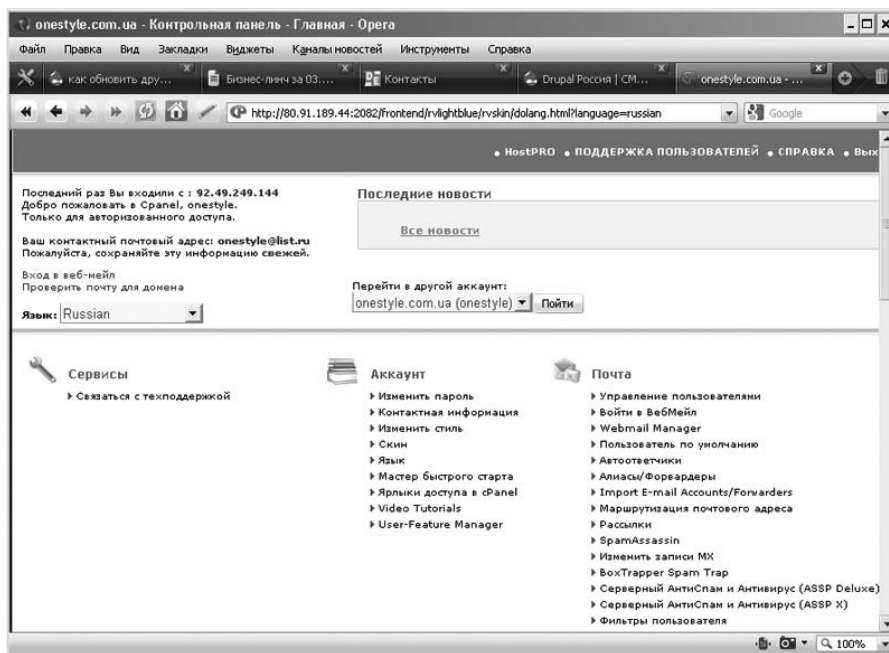 onestyle.com.ua - Контрольная панель - Главная - Opera
Файл Правка Вид Закладки Виджеты Каналы новостей Инструменты Справка
как обновить дру... Бизнес-линч за 03.... Контакты Drupal Россия | CM... onestyle.com.ua - ...
http://80.91.189.44:2082/frontend/rvlightblue/rvskin/dolang.html?language=russian Google
• HostPRO • ПОДДЕРЖКА ПОЛЬЗОВАТЕЛЕЙ • СПРАВКА • Вых
Последний раз Вы входили с : 92.49.249.144
Добро пожаловать в Cpanel, onestyle.
Только для авторизованного доступа.
Ваш контактный почтовый адрес: onestyle@list.ru
Пожалуйста, сохраняйте эту информацию свежей.
Вход в веб-мейл
Проверить почту для домена
Язык: Russian
Последние новости
Все новости
Перейти в другой аккаунт:
onestyle.com.ua (onestyle) Пойти
Сервисы
Связаться с техподдержкой
Аккаунт
Изменить пароль
Контактная информация
Изменить стиль
Скин
Язык
Мастер быстрого старта
Ярлыки доступа в cPanel
Video Tutorials
User-Feature Manager
Почта
Управление пользователями
Войти в ВебМейл
Webmail Manager
Пользователь по умолчанию
Автоответчики
Алиасы/Форвардеры
Import E-mail Accounts/Forwarders
Маршрутизация почтового адреса
Рассылки
SpamAssassin
Изменить записи MX
BoxTrapper Spam Trap
Серверный АнтиСпам и Антивирус (ASSP Deluxe)
Серверный АнтиСпам и Антивирус (ASSP X)
Фильтры пользователя
100%